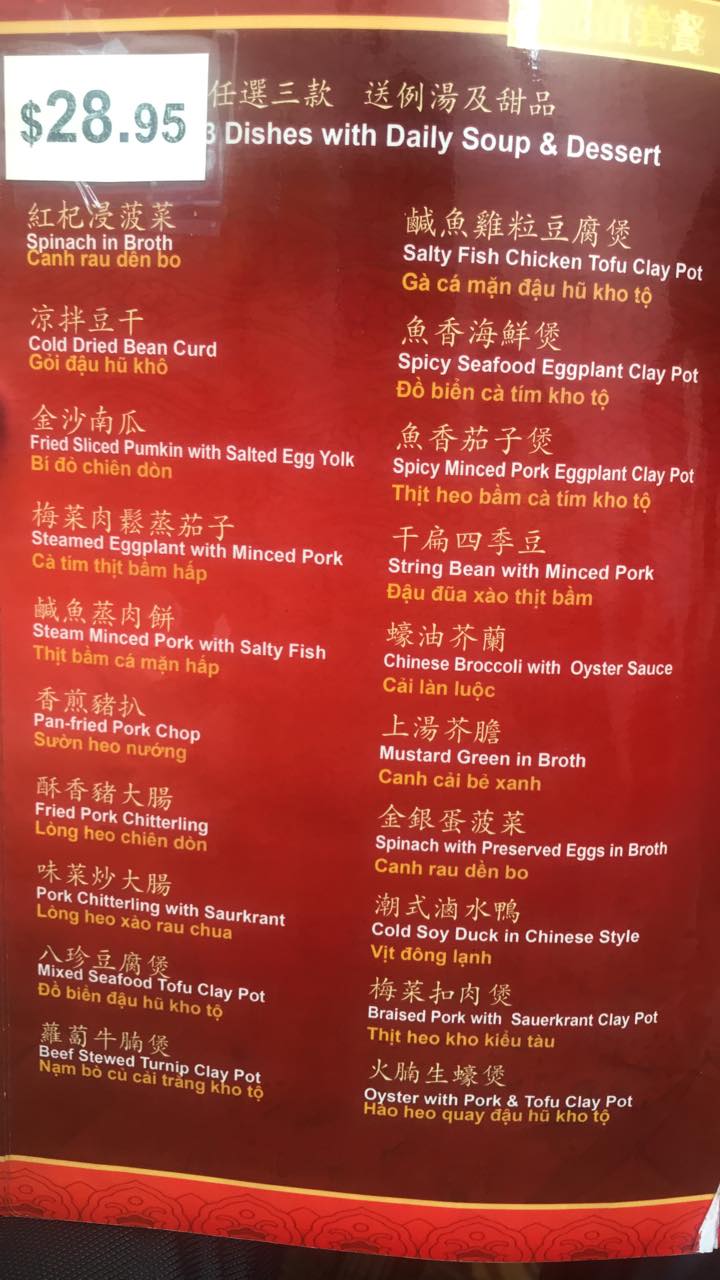 $28.95
任選三款 送例湯及甜品
3 Dishes with Daily Soup & Dessert
紅杞浸菠菜
Spinach in Broth
Canh rau dền bo
凉拌豆干
Cold Dried Bean Curd
Gỏi đậu hũ khô
金沙南瓜
Fried Sliced Pumkin with Salted Egg Yolk
Bí đỏ chiên dòn
梅菜肉鬆蒸茄子
Steamed Eggplant with Minced Pork
Cà tím thịt bầm hấp
鹹魚蒸肉餅
Steam Minced Pork with Salty Fish
Thịt bầm cá mặn hấp
香煎豬扒
Pan-fried Pork Chop
Sườn heo nướng
酥香豬大腸
Fried Pork Chitterling
Lòng heo chiên dòn
味菜炒大腸
Pork Chitterling with Saurkrant
Lòng heo xào rau chua
八珍豆腐煲
Mixed Seafood Tofu Clay Pot
Đồ biển đậu hũ kho tộ
蘿蔔牛腩煲
Beef Stewed Turnip Clay Pot
Nạm bò củ cải trắng kho tộ
鹹魚雞粒豆腐煲
Salty Fish Chicken Tofu Clay Pot
Gà cá mặn đậu hũ kho tộ
魚香海鮮煲
Spicy Seafood Eggplant Clay Pot
Đồ biển cà tím kho tộ
魚香茄子煲
Spicy Minced Pork Eggplant Clay Pot
Thịt heo bầm cà tím kho tộ
干扁四季豆
String Bean with Minced Pork
Đậu đũa xào thịt bầm
蠔油芥蘭
Chinese Broccoli with Oyster Sauce
Cải làn luộc
上湯芥膽
Mustard Green in Broth
Canh cải bẻ xanh
金銀蛋菠菜
Spinach with Preserved Eggs in Broth
Canh rau dền bo
潮式滷水鴨
Cold Soy Duck in Chinese Style
Vịt đông lạnh
梅菜扣肉煲
Braised Pork with Sauerkrant Clay Pot
Thịt heo kho kiểu tàu
火腩生蠔煲
Oyster with Pork & Tofu Clay Pot
Hào heo quay đậu hũ kho tộ